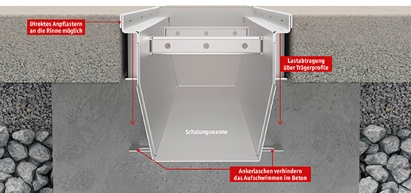 Direktes Anpflastern
an die Rinne möglich
Lastabtragung
über Trägerprofile
Schalungswanne
Ankerlaschen verhindern
das Aufschwimmen im Beton